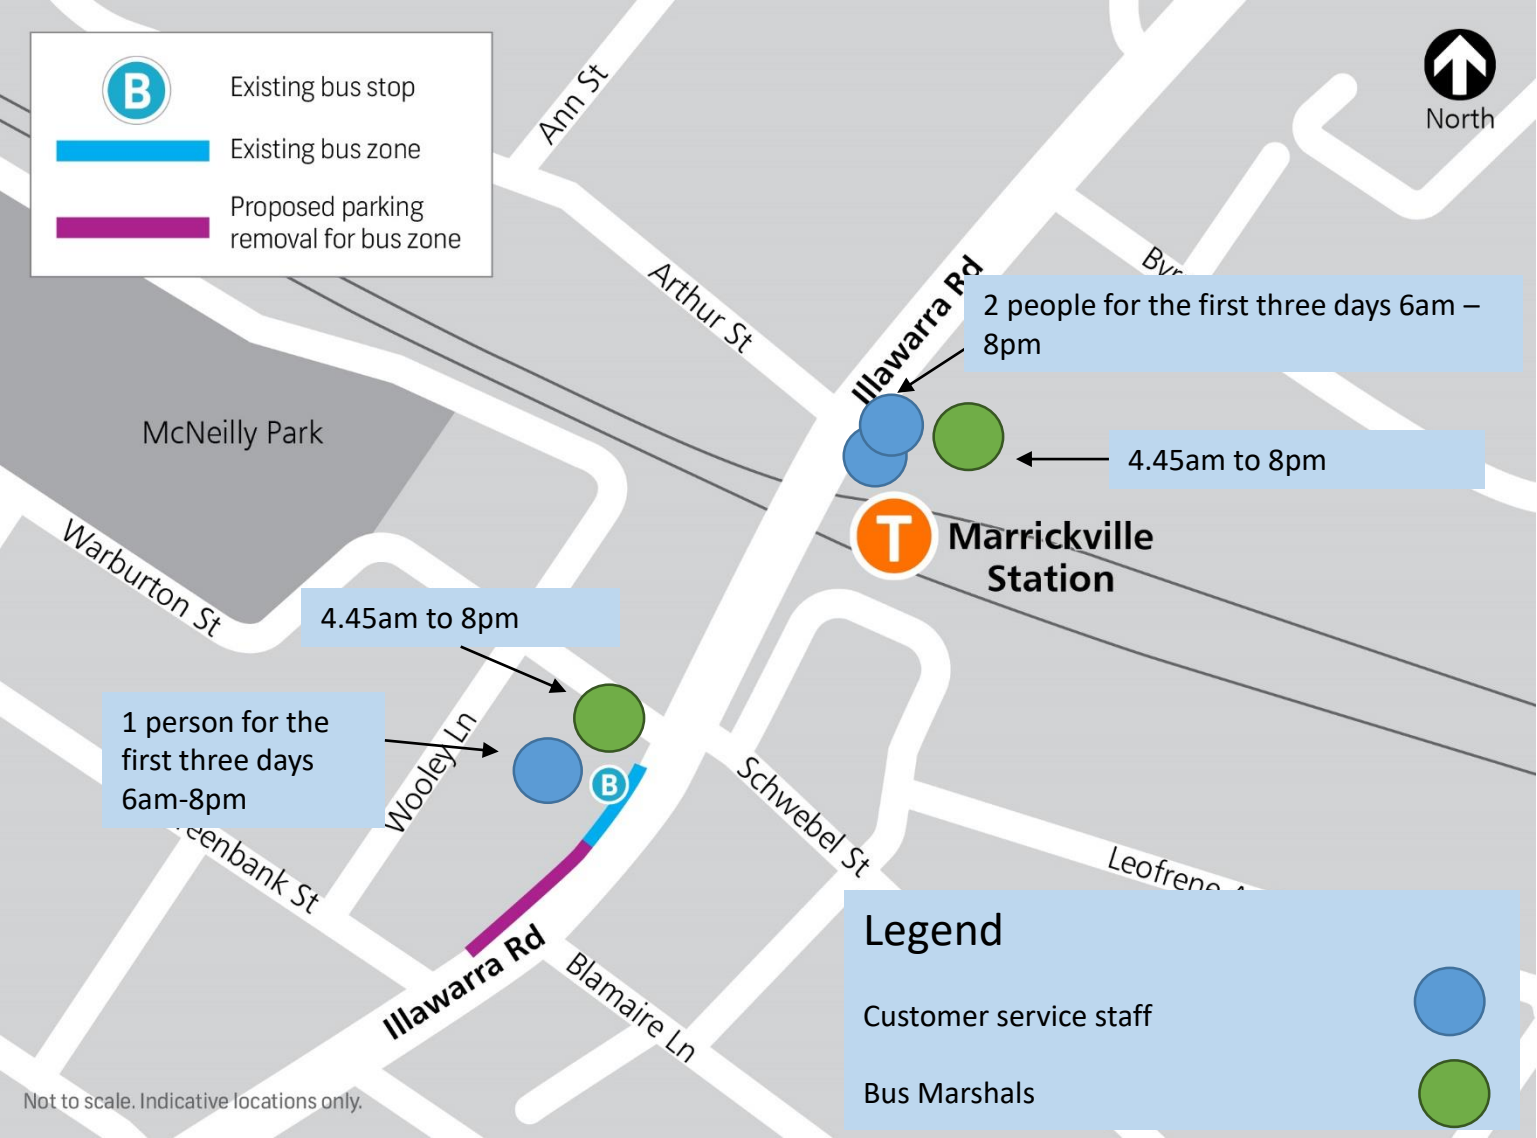 B
Existing bus stop
Existing bus zone
Proposed parking
removal for bus zone
Ann St
North
Arthur St
Illawarra Rd
2 people for the first three days 6am –
8pm
McNeilly Park
4.45am to 8pm
T
Marrickville
Station
Warburton St
4.45am to 8pm
1 person for the
first three days
6am-8pm
Wooley Ln
B
Schwebel St
St
Illawarra Rd
Blamaire Ln
Legend
Customer service staff
Bus Marshals
Not to scale. Indicative locations only.